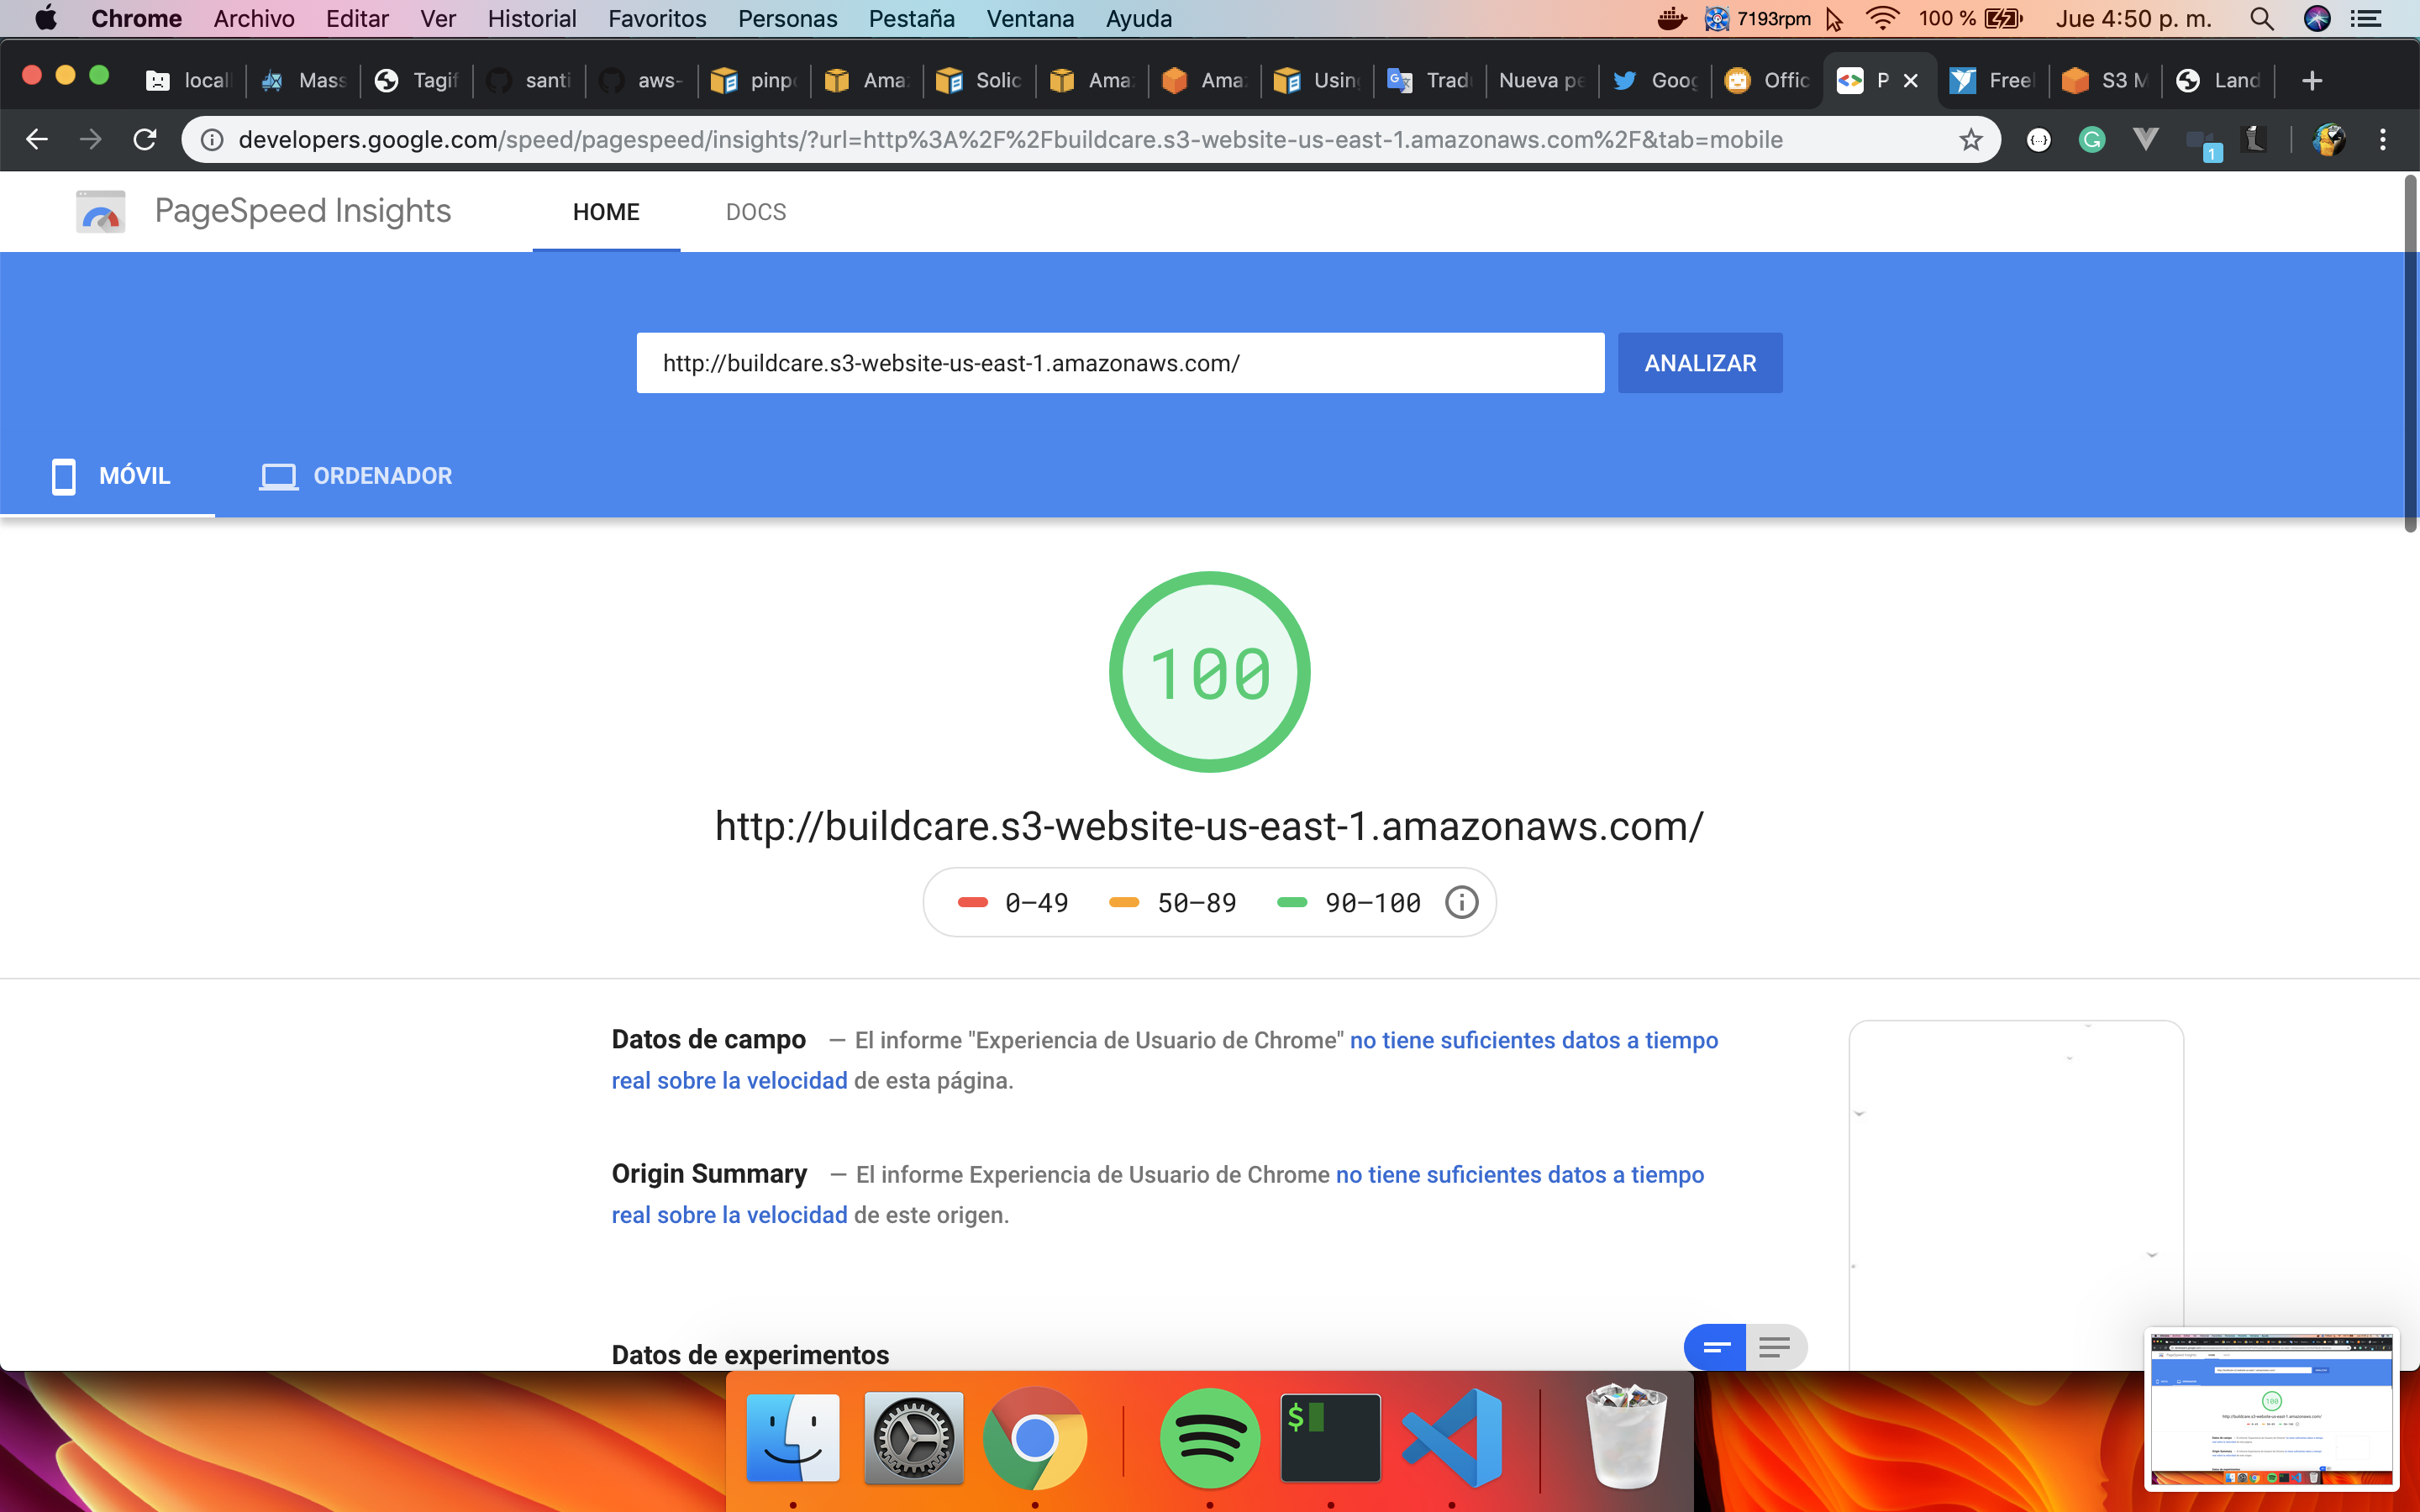 Chrome Archivo Editar Ver Historial Favoritos Personas Pestaña Ventana Ayuda 7193rpm 100 % Jue 4:50 p. m.
locall Mass Tagif santi aws- pinp Ama Solic Ama Ama Using Tradu Nueva pe Goog Offic P Freel S3 M Land
developers.google.com/speed/pagespeed/insights/?url=http%3A%2F%2Fbuildcare.s3-website-us-east-1.amazonaws.com%2F&tab=mobile
1
PageSpeed Insights HOME DOCS
http://buildcare.s3-website-us-east-1.amazonaws.com/ ANALIZAR
MÓVIL ORDENADOR
100
http://buildcare.s3-website-us-east-1.amazonaws.com/
0–49 50–89 90–100
Datos de campo — El informe "Experiencia de Usuario de Chrome" no tiene suficientes datos a tiempo
real sobre la velocidad de esta página.
Origin Summary — El informe Experiencia de Usuario de Chrome no tiene suficientes datos a tiempo
real sobre la velocidad de este origen.
Datos de experimentos
$